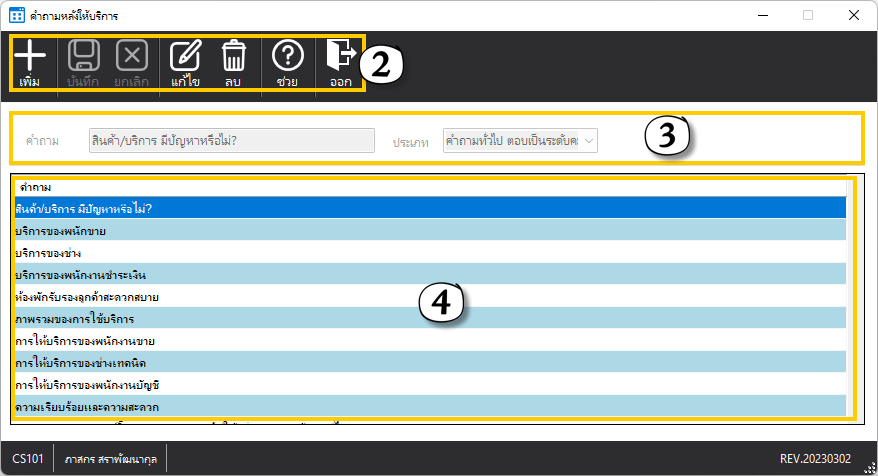 คำถามหลังให้บริการ
เพิ่ม บันทึก ยกเลิก แก้ไข ลบ ช่วย ออก 2
คำถาม สินค้า/บริการ มีปัญหาหรือไม่? ประเภท คำถามทั่วไป ตอบเป็นระดับ 3
คำถาม
สินค้า/บริการ มีปัญหาหรือไม่?
บริการของพนักขาย
บริการของช่าง
บริการของพนักงานชำระเงิน
ห้องพักรับรองลูกค้าสะดวกสบาย
4
ภาพรวมของการใช้บริการ
การให้บริการของพนักงานขาย
การให้บริการของช่างเทคนิค
การให้บริการของพนักงานบัญชี
ความเรียบร้อยและความสะดวก
CS101 ภาสกร สราพัฒนากุล REV.20230302